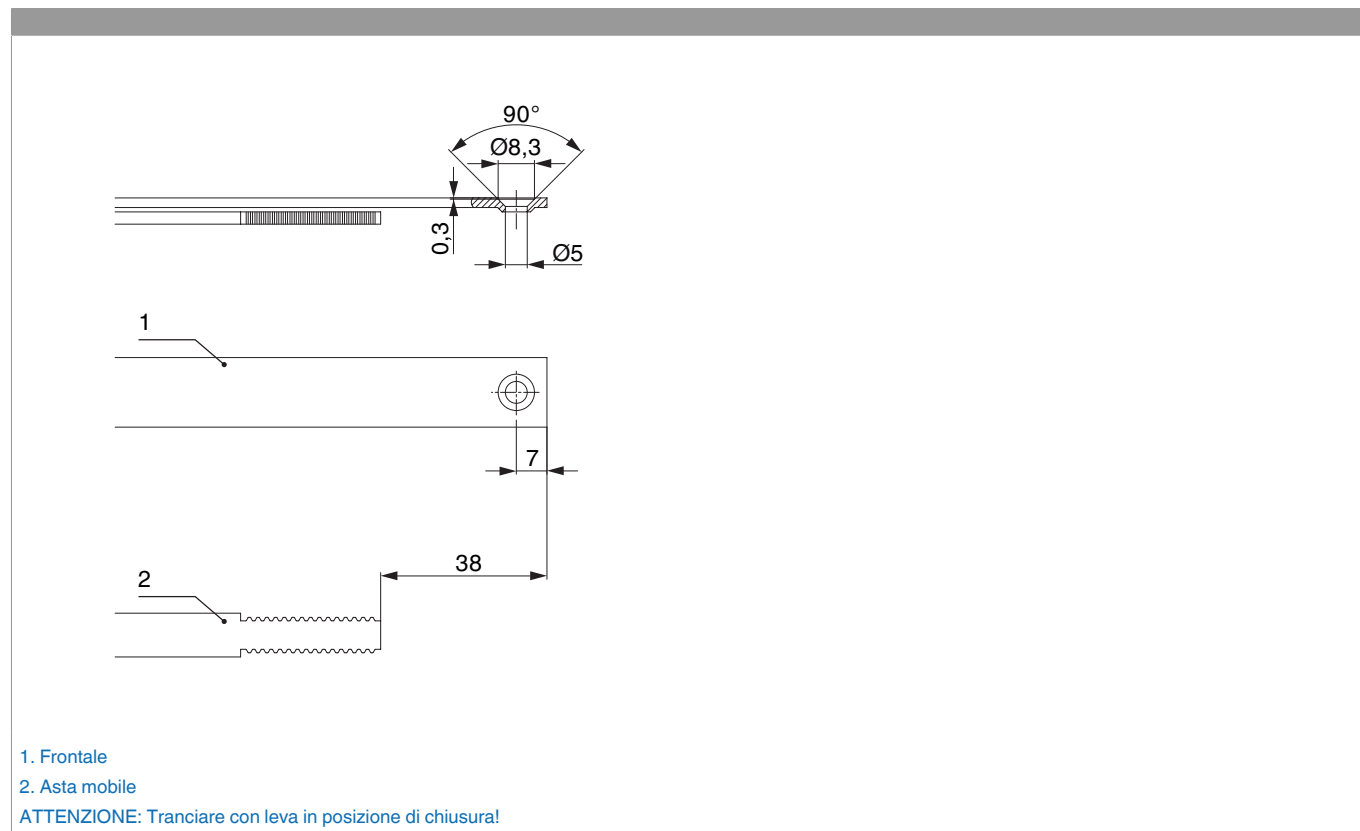 90°
Ø8,3
0,3
Ø5
1
7
38
2
1. Frontale
2. Asta mobile
ATTENZIONE: Tranciare con leva in posizione di chiusura!